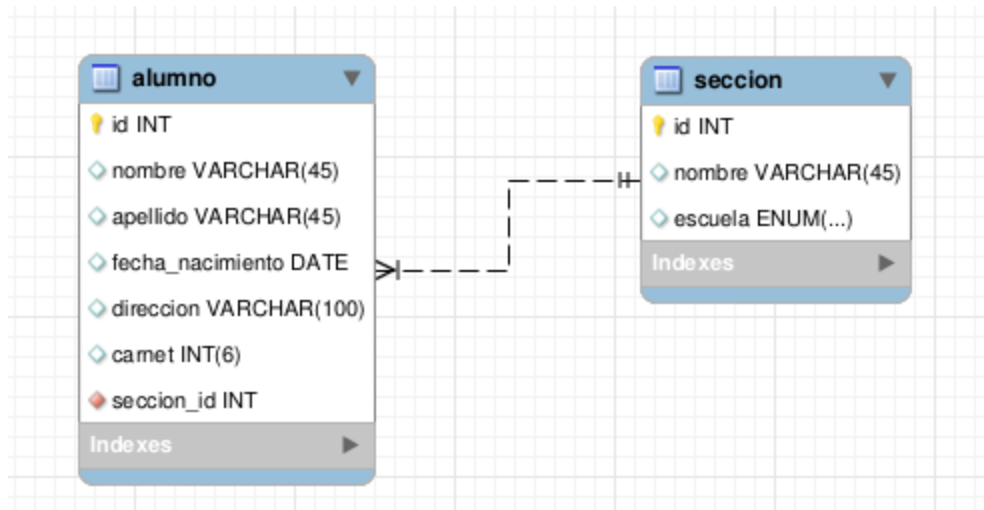 alumno
id INT
nombre VARCHAR(45)
apellido VARCHAR(45)
fecha_nacimiento DATE
direccion VARCHAR(100)
carnet INT(6)
seccion_id INT
Indexes
seccion
id INT
nombre VARCHAR(45)
escuela ENUM(...)
Indexes